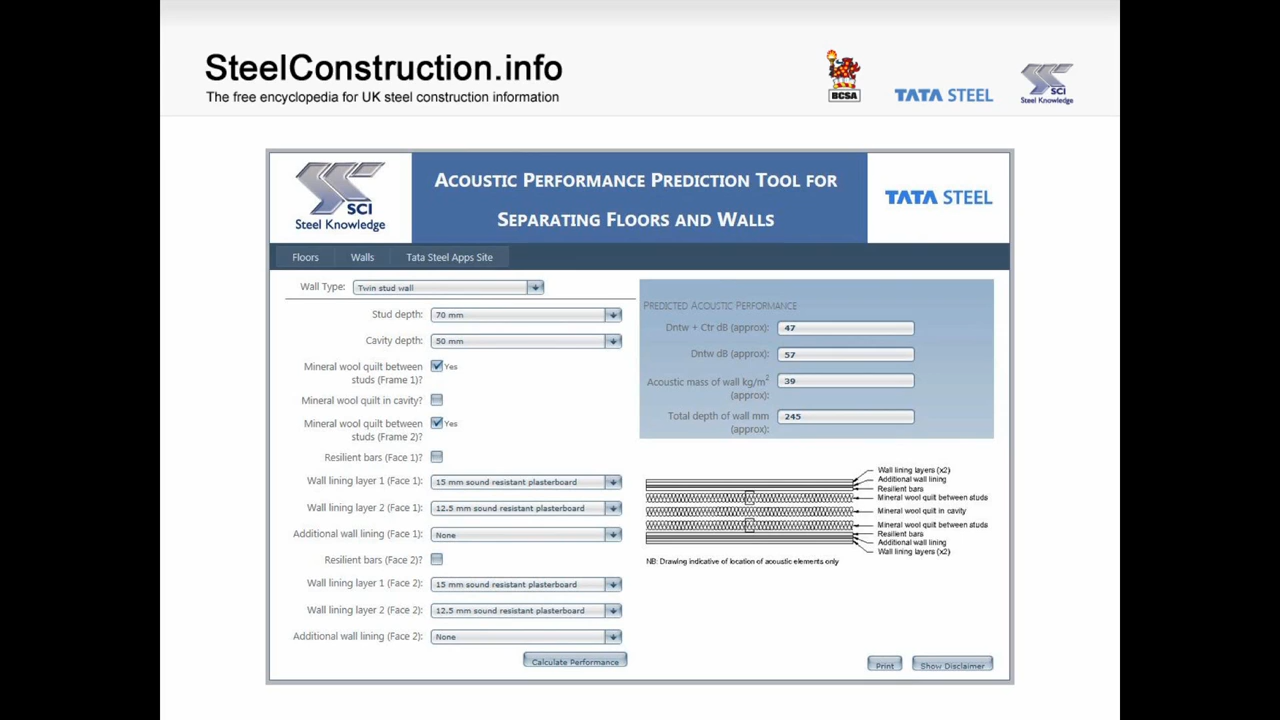 SteelConstruction.info
The free encyclopedia for UK steel construction information
BCSA
TATA STEEL
SCI
Steel Knowledge
SCI
Steel Knowledge
ACOUSTIC PERFORMANCE PREDICTION TOOL FOR
SEPARATING FLOORS AND WALLS
TATA STEEL
Floors
Walls
Tata Steel Apps Site
Wall Type: Twin stud wall
Stud depth: 70 mm
Cavity depth: 50 mm
Mineral wool quilt between
studs (Frame 1)? Yes
Mineral wool quilt in cavity?
Mineral wool quilt between
studs (Frame 2)? Yes
Resilient bars (Face 1)?
Wall lining layer 1 (Face 1): 15 mm sound resistant plasterboard
Wall lining layer 2 (Face 1): 12.5 mm sound resistant plasterboard
Additional wall lining (Face 1): None
Resilient bars (Face 2)?
Wall lining layer 1 (Face 2): 15 mm sound resistant plasterboard
Wall lining layer 2 (Face 2): 12.5 mm sound resistant plasterboard
Additional wall lining (Face 2): None
Calculate Performance
PREDICTED ACOUSTIC PERFORMANCE
Dntw + Ctr dB (approx): 47
Dntw dB (approx): 57
Acoustic mass of wall kg/m²
(approx): 39
Total depth of wall mm
(approx): 245
Wall lining layers (x2)
Additional wall lining
Resilient bars
Mineral wool quilt between studs
Mineral wool quilt in cavity
Mineral wool quilt between studs
Resilient bars
Additional wall lining
Wall lining layers (x2)
NB: Drawing indicative of location of acoustic elements only
Print
Show Disclaimer